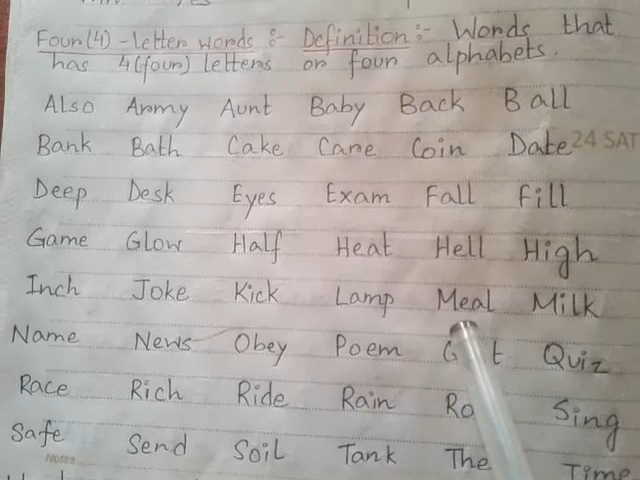 Four(4) - Letter words :- Definition :- Words that
has 4(four) letters or four alphabets.
Also Army Aunt Baby Back Ball
Bank Bath Cake Care Coin Date 24 SAT
Deep Desk Eyes Exam Fall Fill
Game Glow Half Heat Hell High
Inch Joke Kick Lamp Meal Milk
Name News Obey Poem Quiz
Race Rich Ride Rain Sing
Safe Send Soil Tank The Time
Notes